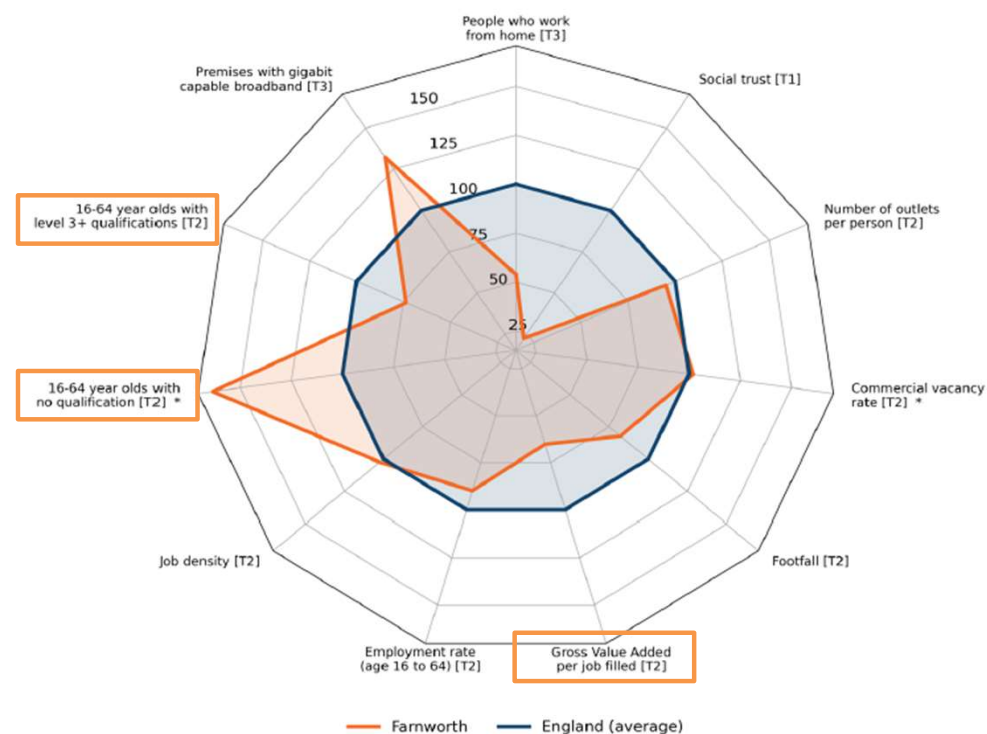 People who work
from home [T3]
Premises with gigabit
capable broadband [T3]
Social trust [T1]
150
125
100
75
50
25
16-64 year olds with
level 3+ qualifications [T2]
Number of outlets
per person [T2]
16-64 year olds with
no qualification [T2] *
Commercial vacancy
rate [T2] *
Job density [T2]
Footfall [T2]
Employment rate
(age 16 to 64) [T2]
Gross Value Added
per job filled [T2]
Farnworth
England (average)